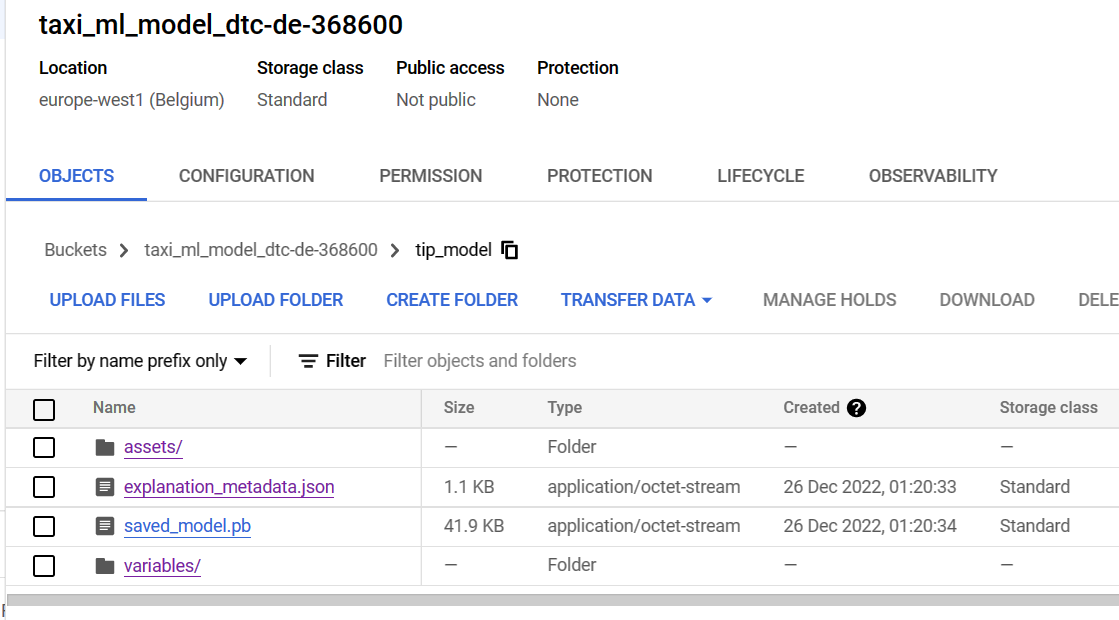 taxi_ml_model_dtc-de-368600
Location Storage class Public access Protection
europe-west1 (Belgium) Standard Not public None
OBJECTS CONFIGURATION PERMISSION PROTECTION LIFECYCLE OBSERVABILITY
Buckets taxi_ml_model_dtc-de-368600 tip_model
UPLOAD FILES UPLOAD FOLDER CREATE FOLDER TRANSFER DATA MANAGE HOLDS DOWNLOAD DELE
Filter by name prefix only Filter Filter objects and folders
Name Size Type Created ? Storage class
assets/ — Folder — —
explanation_metadata.json 1.1 KB application/octet-stream 26 Dec 2022, 01:20:33 Standard
saved_model.pb 41.9 KB application/octet-stream 26 Dec 2022, 01:20:34 Standard
variables/ — Folder — —